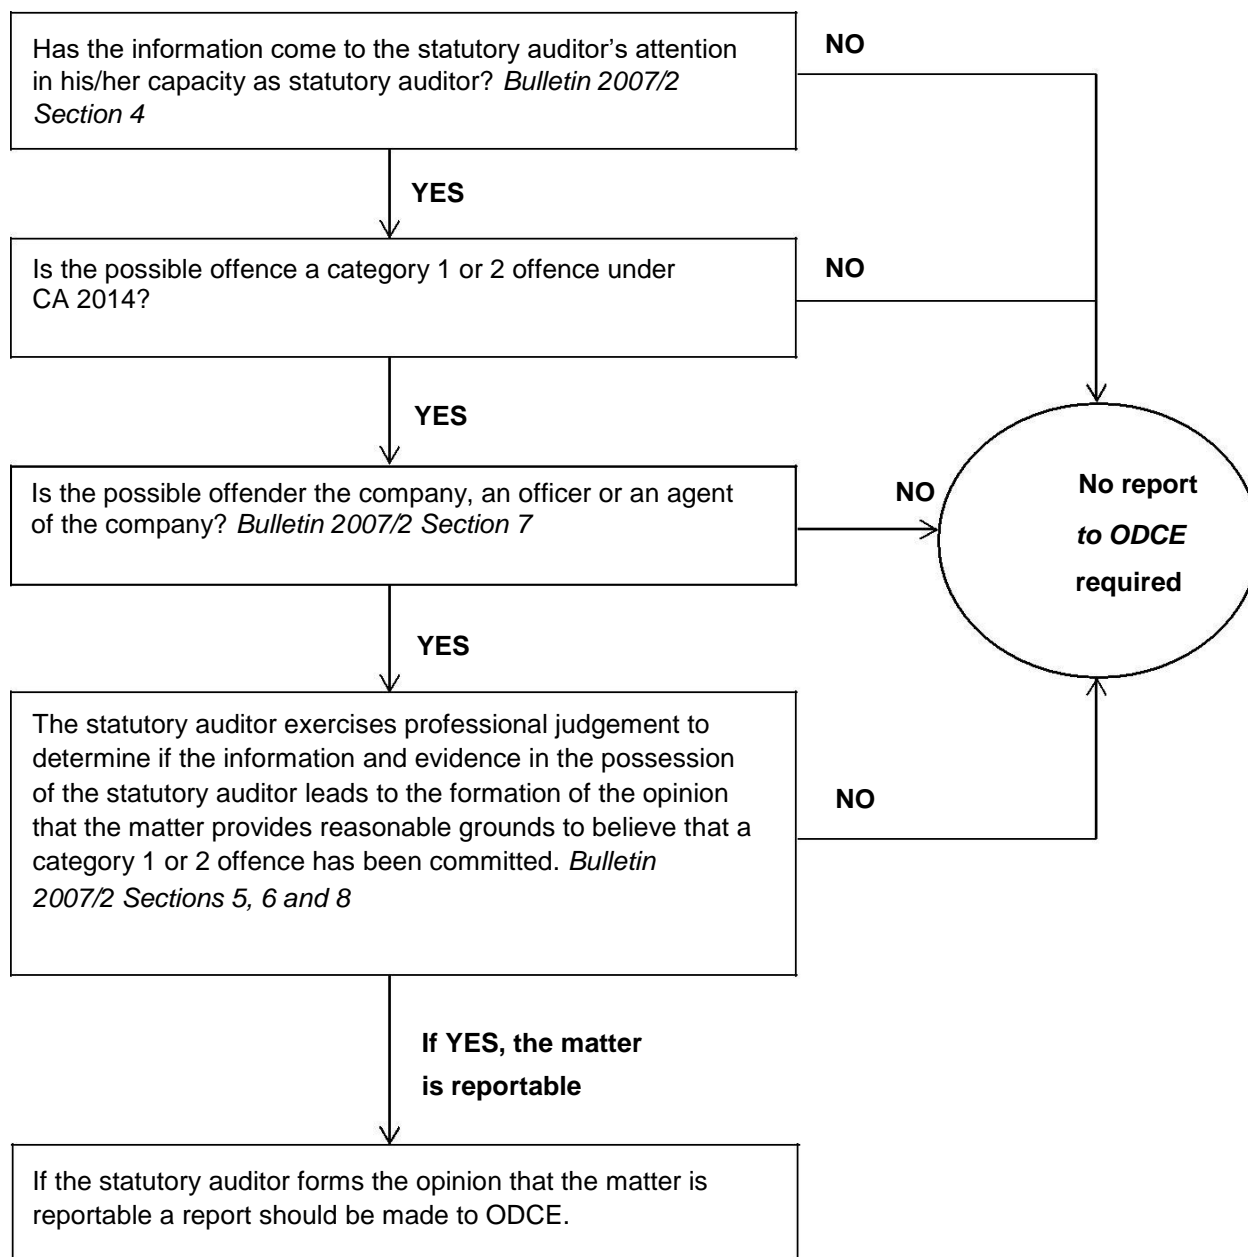 Has the information come to the statutory auditor's attention
in his/her capacity as statutory auditor? Bulletin 2007/2
Section 4
NO
YES
Is the possible offence a category 1 or 2 offence under
CA 2014?
NO
YES
Is the possible offender the company, an officer or an agent
of the company? Bulletin 2007/2 Section 7
NO
No report
to ODCE
required
YES
The statutory auditor exercises professional judgement to
determine if the information and evidence in the possession
of the statutory auditor leads to the formation of the opinion
that the matter provides reasonable grounds to believe that a
category 1 or 2 offence has been committed. Bulletin
2007/2 Sections 5, 6 and 8
NO
If YES, the matter
is reportable
If the statutory auditor forms the opinion that the matter is
reportable a report should be made to ODCE.